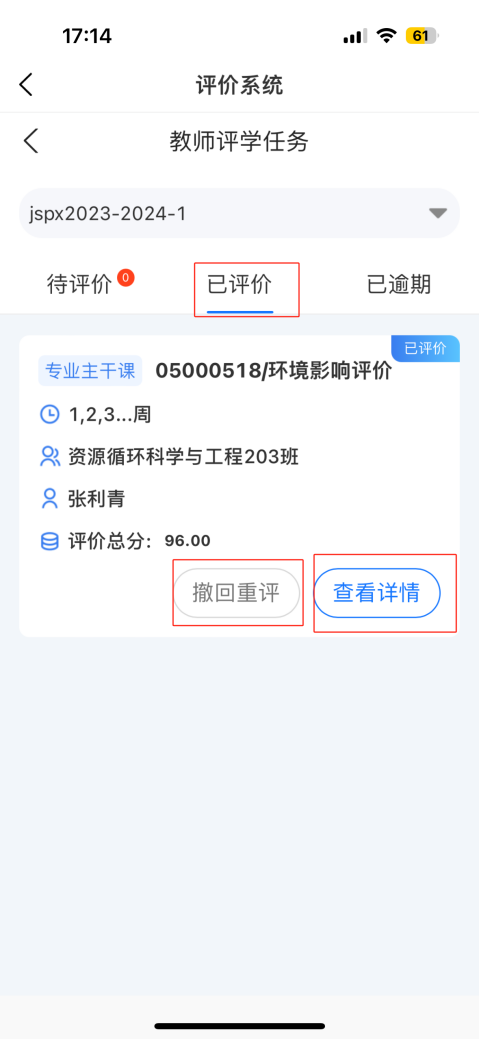 17:14
61
评价系统
教师评学任务
jspx2023-2024-1
待评价 0
已评价
已逾期
已评价
专业主干课 05000518/环境影响评价
1,2,3...周
资源循环科学与工程203班
张利青
评价总分: 96.00
撤回重评
查看详情